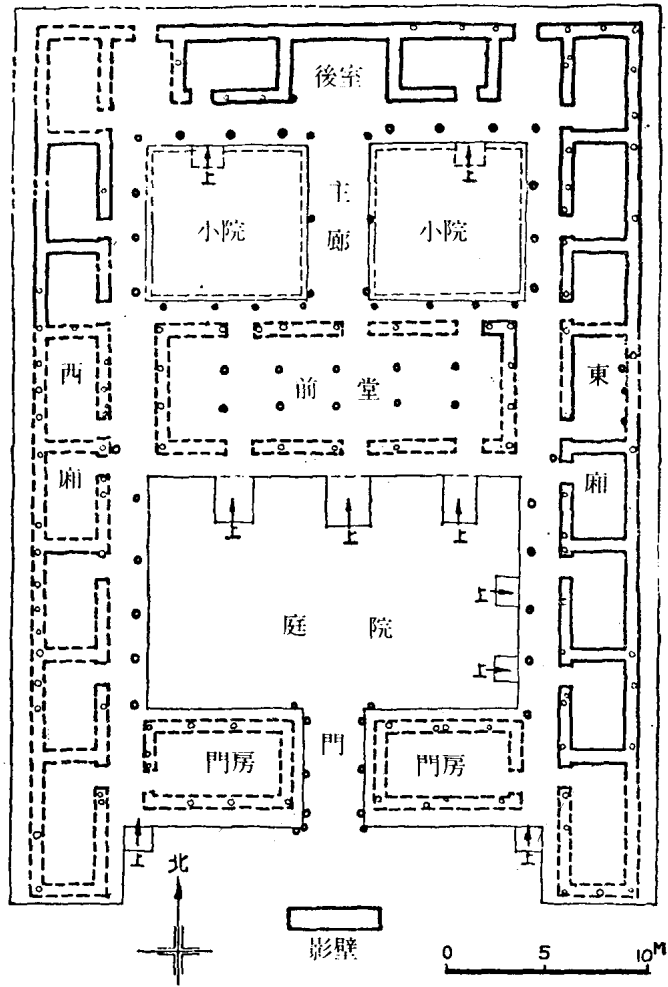 後室
上
上
主廊
小院
小院
西廂
前堂
東廂
上
上
上
上
庭院
上
門
門房
門房
上
上
北
影壁
0 5 10M